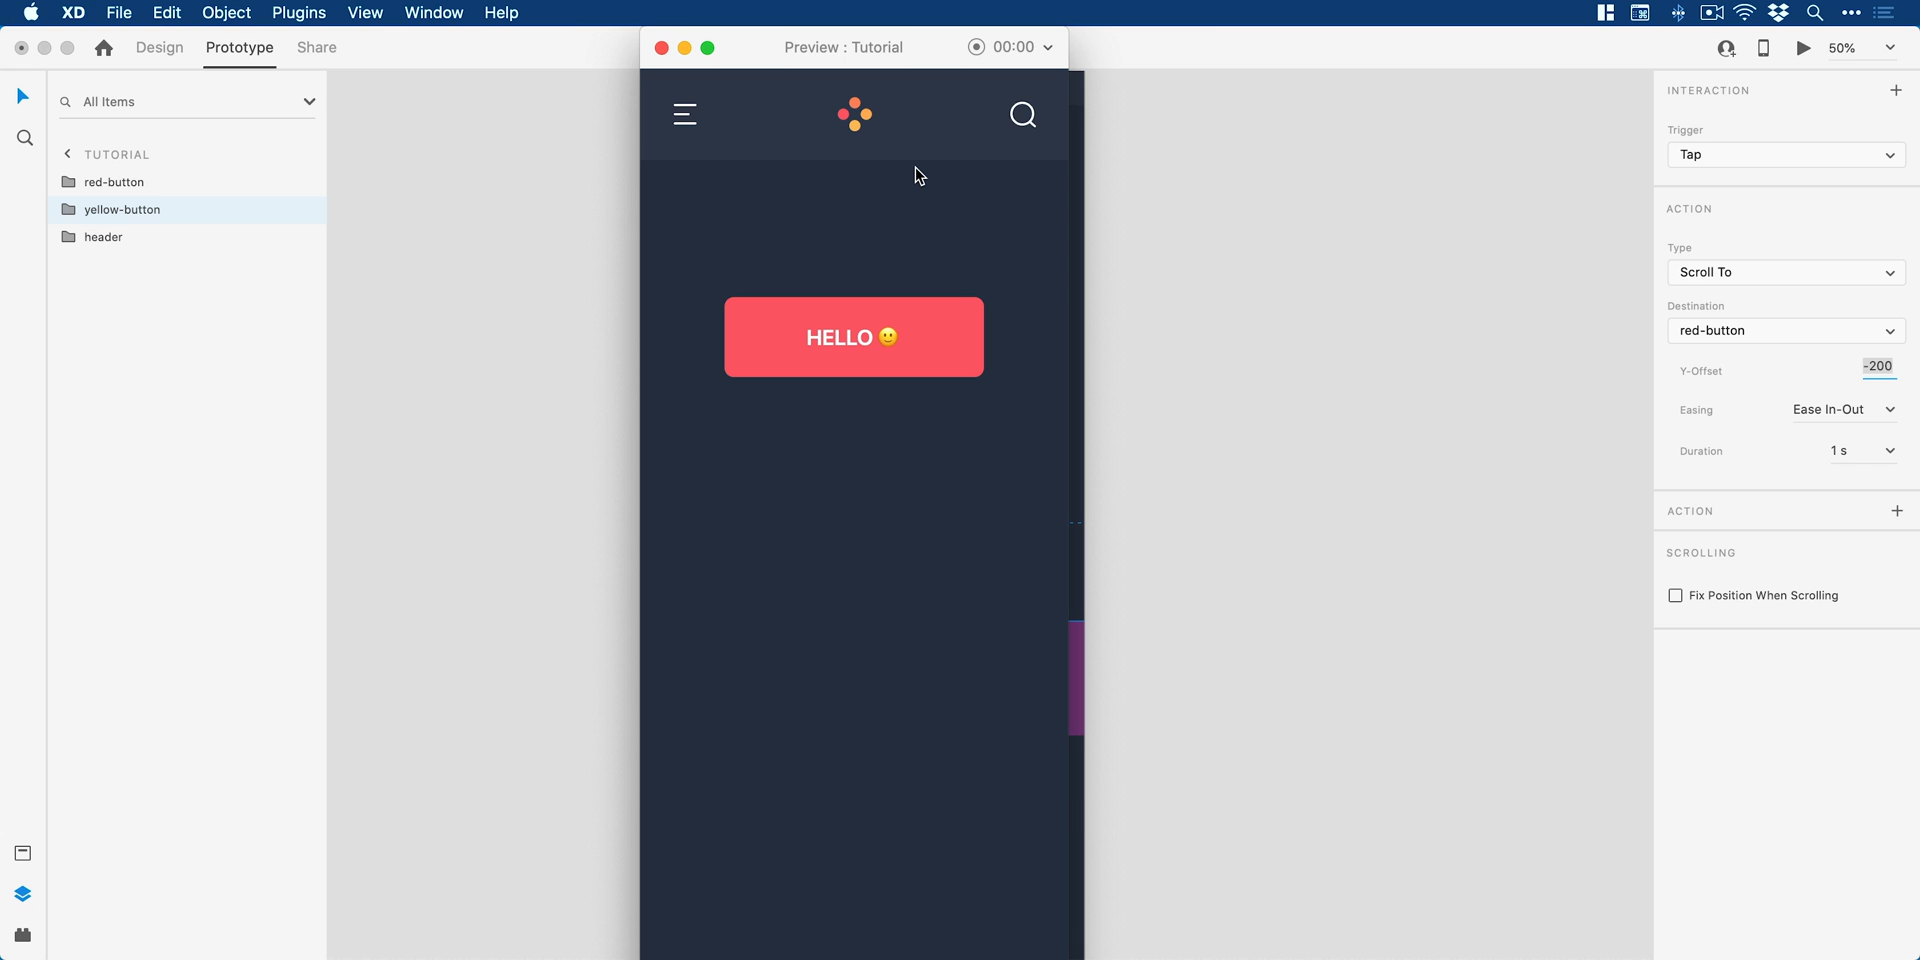 XD File Edit Object Plugins View Window Help
Design Prototype Share
Preview : Tutorial 00:00
50%
All Items
TUTORIAL
red-button
yellow-button
header
HELLO 🙂
INTERACTION
Trigger
Tap
ACTION
Type
Scroll To
Destination
red-button
Y-Offset -200
Easing Ease In-Out
Duration 1 s
ACTION
SCROLLING
Fix Position When Scrolling